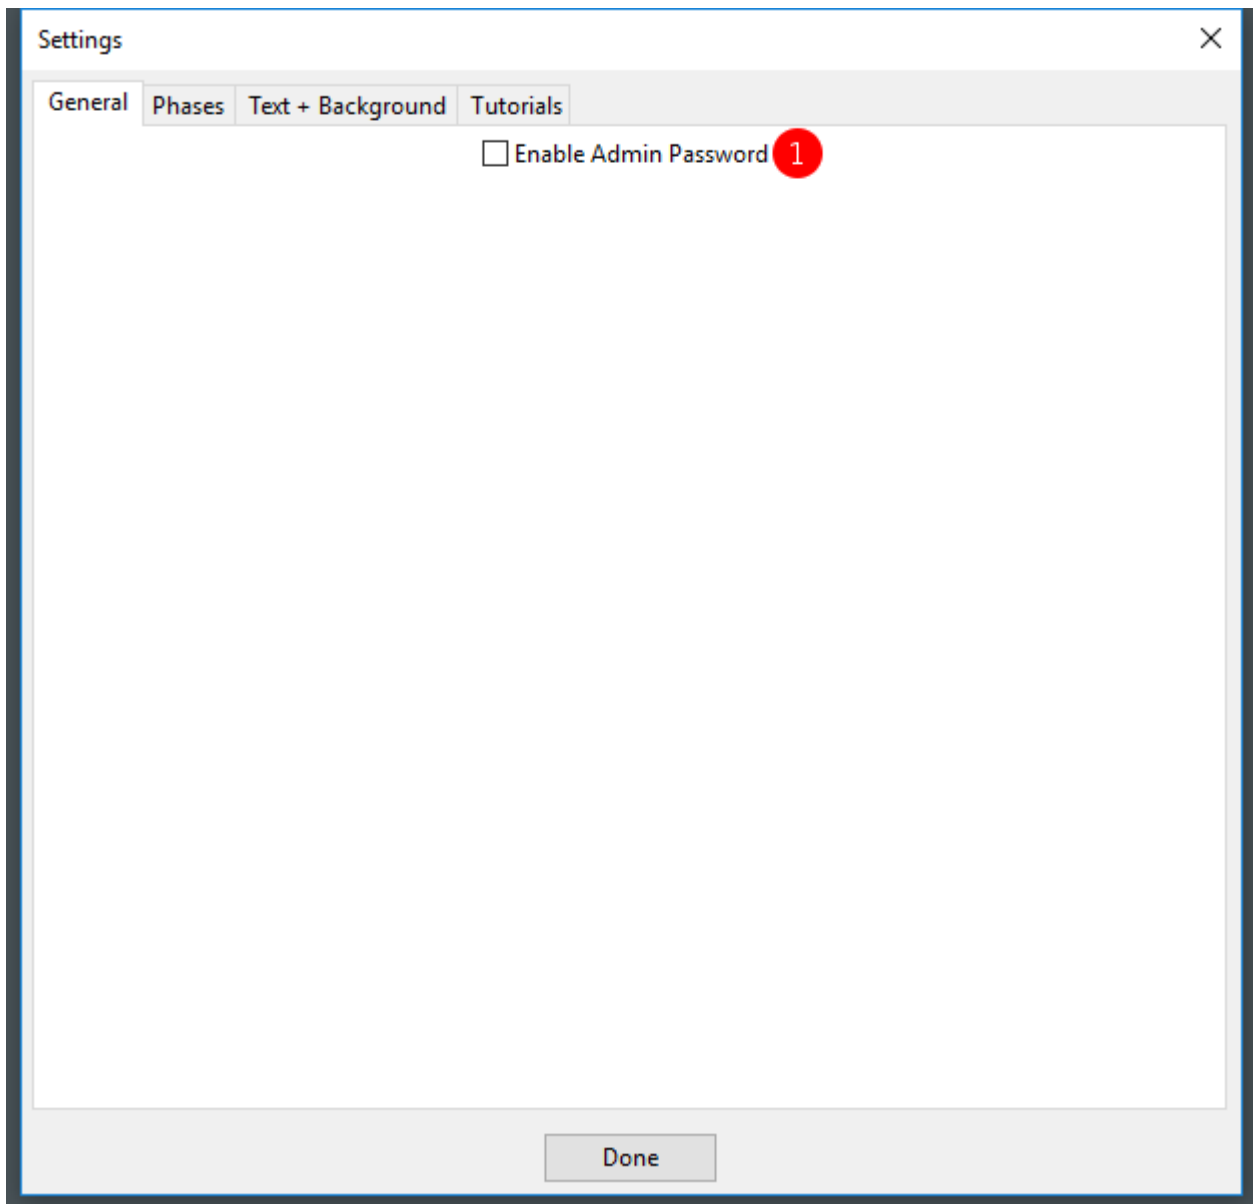 Settings
General Phases Text + Background Tutorials
Enable Admin Password 1
Done